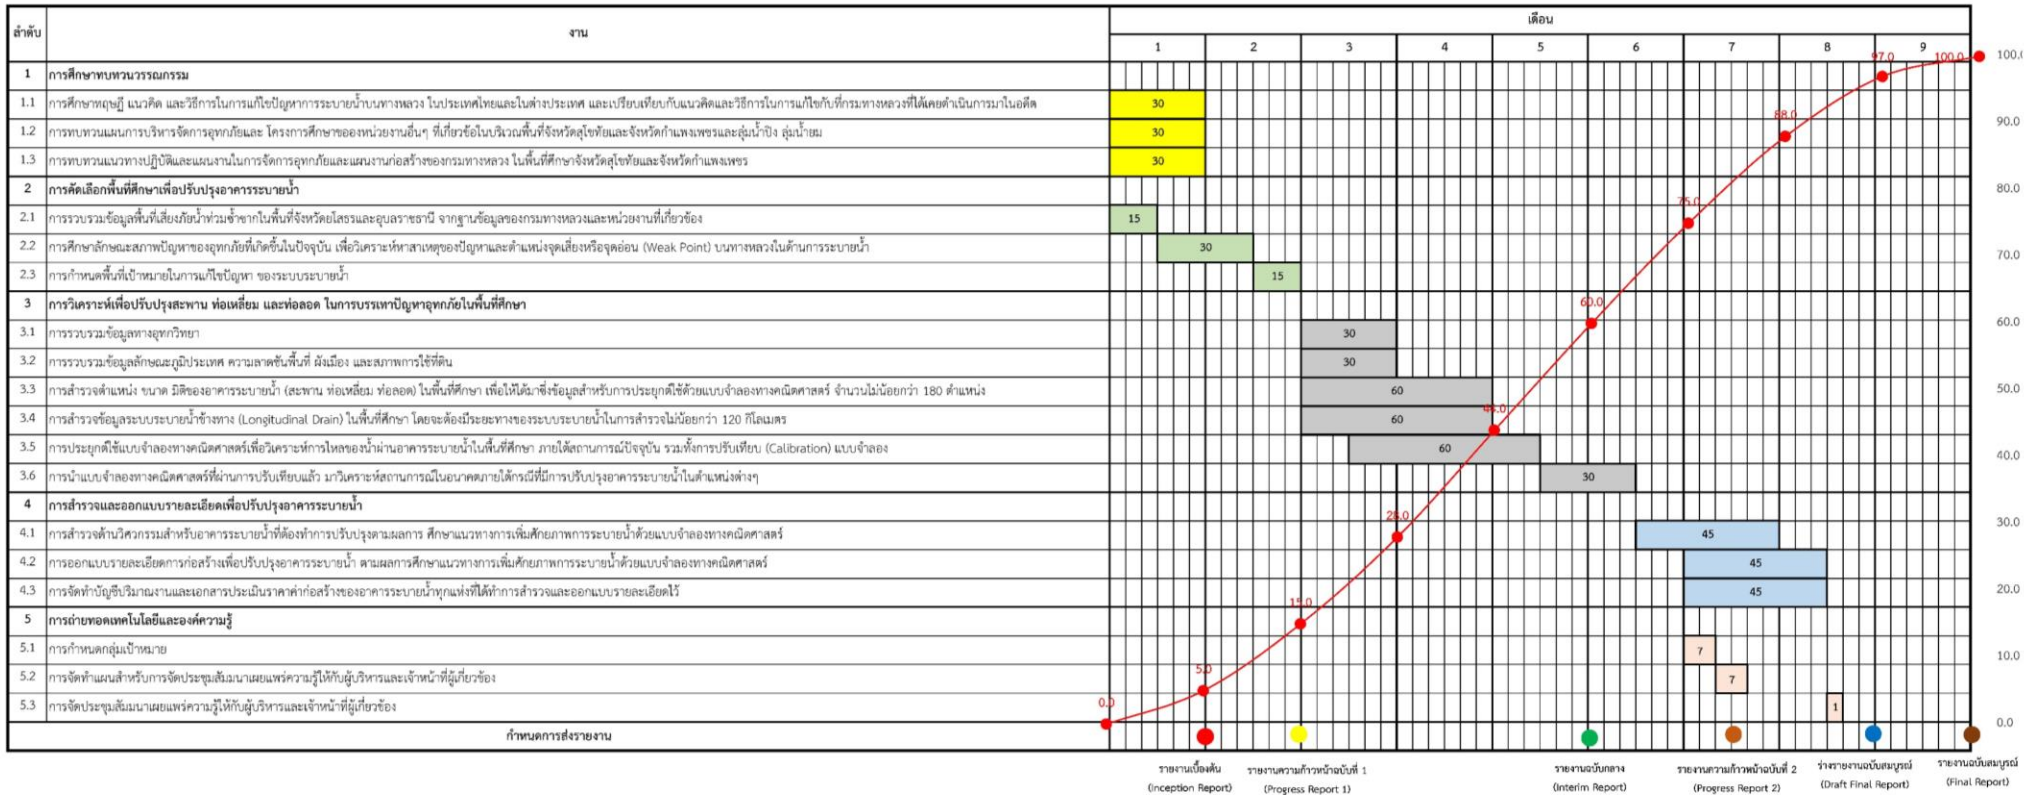 ลำดับ งาน เดือน
1 2 3 4 5 6 7 8 9
1 การศึกษาทบทวนวรรณกรรม
1.1 การศึกษาทฤษฎี แนวคิด และวิธีการในการแก้ไขปัญหาการระบายน้ำบนทางหลวง ในประเทศไทยและในต่างประเทศ และเปรียบเทียบกับแนวคิดและวิธีการในการแก้ไขกับที่กรมทางหลวงที่ได้เคยดำเนินการมาในอดีต 30
1.2 การทบทวนแผนการบริหารจัดการอุทกภัยและ โครงการศึกษาของหน่วยงานอื่นๆ ที่เกี่ยวข้อในบริเวณพื้นที่จังหวัดสุโขทัยและจังหวัดกำแพงเพชรและลุ่มน้ำปิง ลุ่มน้ำยม 30
1.3 การทบทวนแนวทางปฏิบัติและแผนงานในการจัดการอุทกภัยและแผนงานก่อสร้างของกรมทางหลวง ในพื้นที่ศึกษาจังหวัดสุโขทัยและจังหวัดกำแพงเพชร 30
2 การคัดเลือกพื้นที่ศึกษาเพื่อปรับปรุงอาคารระบายน้ำ
2.1 การรวบรวมข้อมูลพื้นที่เสี่ยงภัยน้ำท่วมซ้ำซากในพื้นที่จังหวัดยโสธรและอุบลราชธานี จากฐานข้อมูลของกรมทางหลวงและหน่วยงานที่เกี่ยวข้อง 15
2.2 การศึกษาลักษณะสภาพปัญหาของอุทกภัยที่เกิดขึ้นในปัจจุบัน เพื่อวิเคราะห์หาสาเหตุของปัญหาและตำแหน่งจุดเสี่ยงหรือจุดอ่อน (Weak Point) บนทางหลวงในด้านการระบายน้ำ 30
2.3 การกำหนดพื้นที่เป้าหมายในการแก้ไขปัญหา ของระบบระบายน้ำ 15
3 การวิเคราะห์เพื่อปรับปรุงสะพาน ท่อเหลี่ยม และท่อลอด ในการบรรเทาปัญหาอุทกภัยในพื้นที่ศึกษา
3.1 การรวบรวมข้อมูลทางอุทกวิทยา 30
3.2 การรวบรวมข้อมูลลักษณะภูมิประเทศ ความลาดชันพื้นที่ ผังเมือง และสภาพการใช้ที่ดิน 30
3.3 การสำรวจตำแหน่ง ขนาด มิติของอาคารระบายน้ำ (สะพาน ท่อเหลี่ยม ท่อลอด) ในพื้นที่ศึกษา เพื่อให้ได้มาซึ่งข้อมูลสำหรับการประยุกต์ใช้ด้วยแบบจำลองทางคณิตศาสตร์ จำนวนไม่น้อยกว่า 180 ตำแหน่ง 60
3.4 การสำรวจข้อมูลระบบระบายน้ำข้างทาง (Longitudinal Drain) ในพื้นที่ศึกษา โดยจะต้องมีระยะทางของระบบระบายน้ำในการสำรวจไม่น้อยกว่า 120 กิโลเมตร 60
3.5 การประยุกต์ใช้แบบจำลองทางคณิตศาสตร์เพื่อวิเคราะห์การไหลของน้ำผ่านอาคารระบายน้ำในพื้นที่ศึกษา ภายใต้สถานการณ์ปัจจุบัน รวมทั้งการปรับเทียบ (Calibration) แบบจำลอง 60
3.6 การนำแบบจำลองทางคณิตศาสตร์ที่ผ่านการปรับเทียบแล้ว มาวิเคราะห์สถานการณ์ในอนาคตภายใต้กรณีที่มีการปรับปรุงอาคารระบายน้ำในตำแหน่งต่างๆ 30
4 การสำรวจและออกแบบรายละเอียดเพื่อปรับปรุงอาคารระบายน้ำ
4.1 การสำรวจด้านวิศวกรรมสำหรับอาคารระบายน้ำที่ต้องทำการปรับปรุงตามผลการ ศึกษาแนวทางการเพิ่มศักยภาพการระบายน้ำด้วยแบบจำลองทางคณิตศาสตร์ 45
4.2 การออกแบบรายละเอียดการก่อสร้างเพื่อปรับปรุงอาคารระบายน้ำ ตามผลการศึกษาแนวทางการเพิ่มศักยภาพการระบายน้ำด้วยแบบจำลองทางคณิตศาสตร์ 45
4.3 การจัดทำบัญชีปริมาณงานและเอกสารประเมินราคาค่าก่อสร้างของอาคารระบายน้ำทุกแห่งที่ได้ทำการสำรวจและออกแบบรายละเอียดไว้ 45
5 การถ่ายทอดเทคโนโลยีและองค์ความรู้
5.1 การกำหนดกลุ่มเป้าหมาย 7
5.2 การจัดทำแผนสำหรับการจัดประชุมสัมมนาเผยแพร่ความรู้ให้กับผู้บริหารและเจ้าหน้าที่ผู้เกี่ยวข้อง 7
5.3 การจัดประชุมสัมมนาเผยแพร่ความรู้ให้กับผู้บริหารและเจ้าหน้าที่ผู้เกี่ยวข้อง 1
กำหนดการส่งรายงาน
0.0
5.0
15.0
28.0
60.0
75.0
88.0
97.0
100.0
90.0
80.0
70.0
60.0
50.0
40.0
30.0
20.0
10.0
0.0
รายงานเบื้องต้น
(Inception Report)
รายงานความก้าวหน้าฉบับที่ 1
(Progress Report 1)
รายงานฉบับกลาง
(Interim Report)
รายงานความก้าวหน้าฉบับที่ 2
(Progress Report 2)
ร่างรายงานฉบับสมบูรณ์
(Draft Final Report)
รายงานฉบับสมบูรณ์
(Final Report)